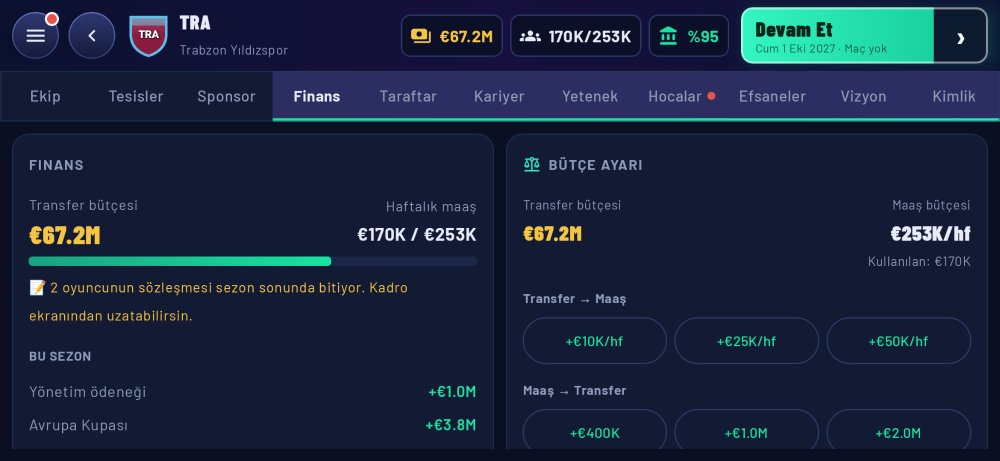 TRA
TRA
Trabzon Yıldızspor
€67.2M
170K/253K
%95
Devam Et
Cum 1 Eki 2027 · Maç yok
›
Ekip
Tesisler
Sponsor
Finans
Taraftar
Kariyer
Yetenek
Hocalar
Efsaneler
Vizyon
Kimlik
FINANS
Transfer bütçesi
Haftalık maaş
€67.2M
€170K / €253K
📝 2 oyuncunun sözleşmesi sezon sonunda bitiyor. Kadro
ekranından uzatabilirsin.
BU SEZON
Yönetim ödeneği
+€1.0M
Avrupa Kupası
+€3.8M
BÜTÇE AYARI
Transfer bütçesi
Maaş bütçesi
€67.2M
€253K/hf
Kullanılan: €170K
Transfer → Maaş
+€10K/hf
+€25K/hf
+€50K/hf
Maaş → Transfer
+€400K
+€1.0M
+€2.0M